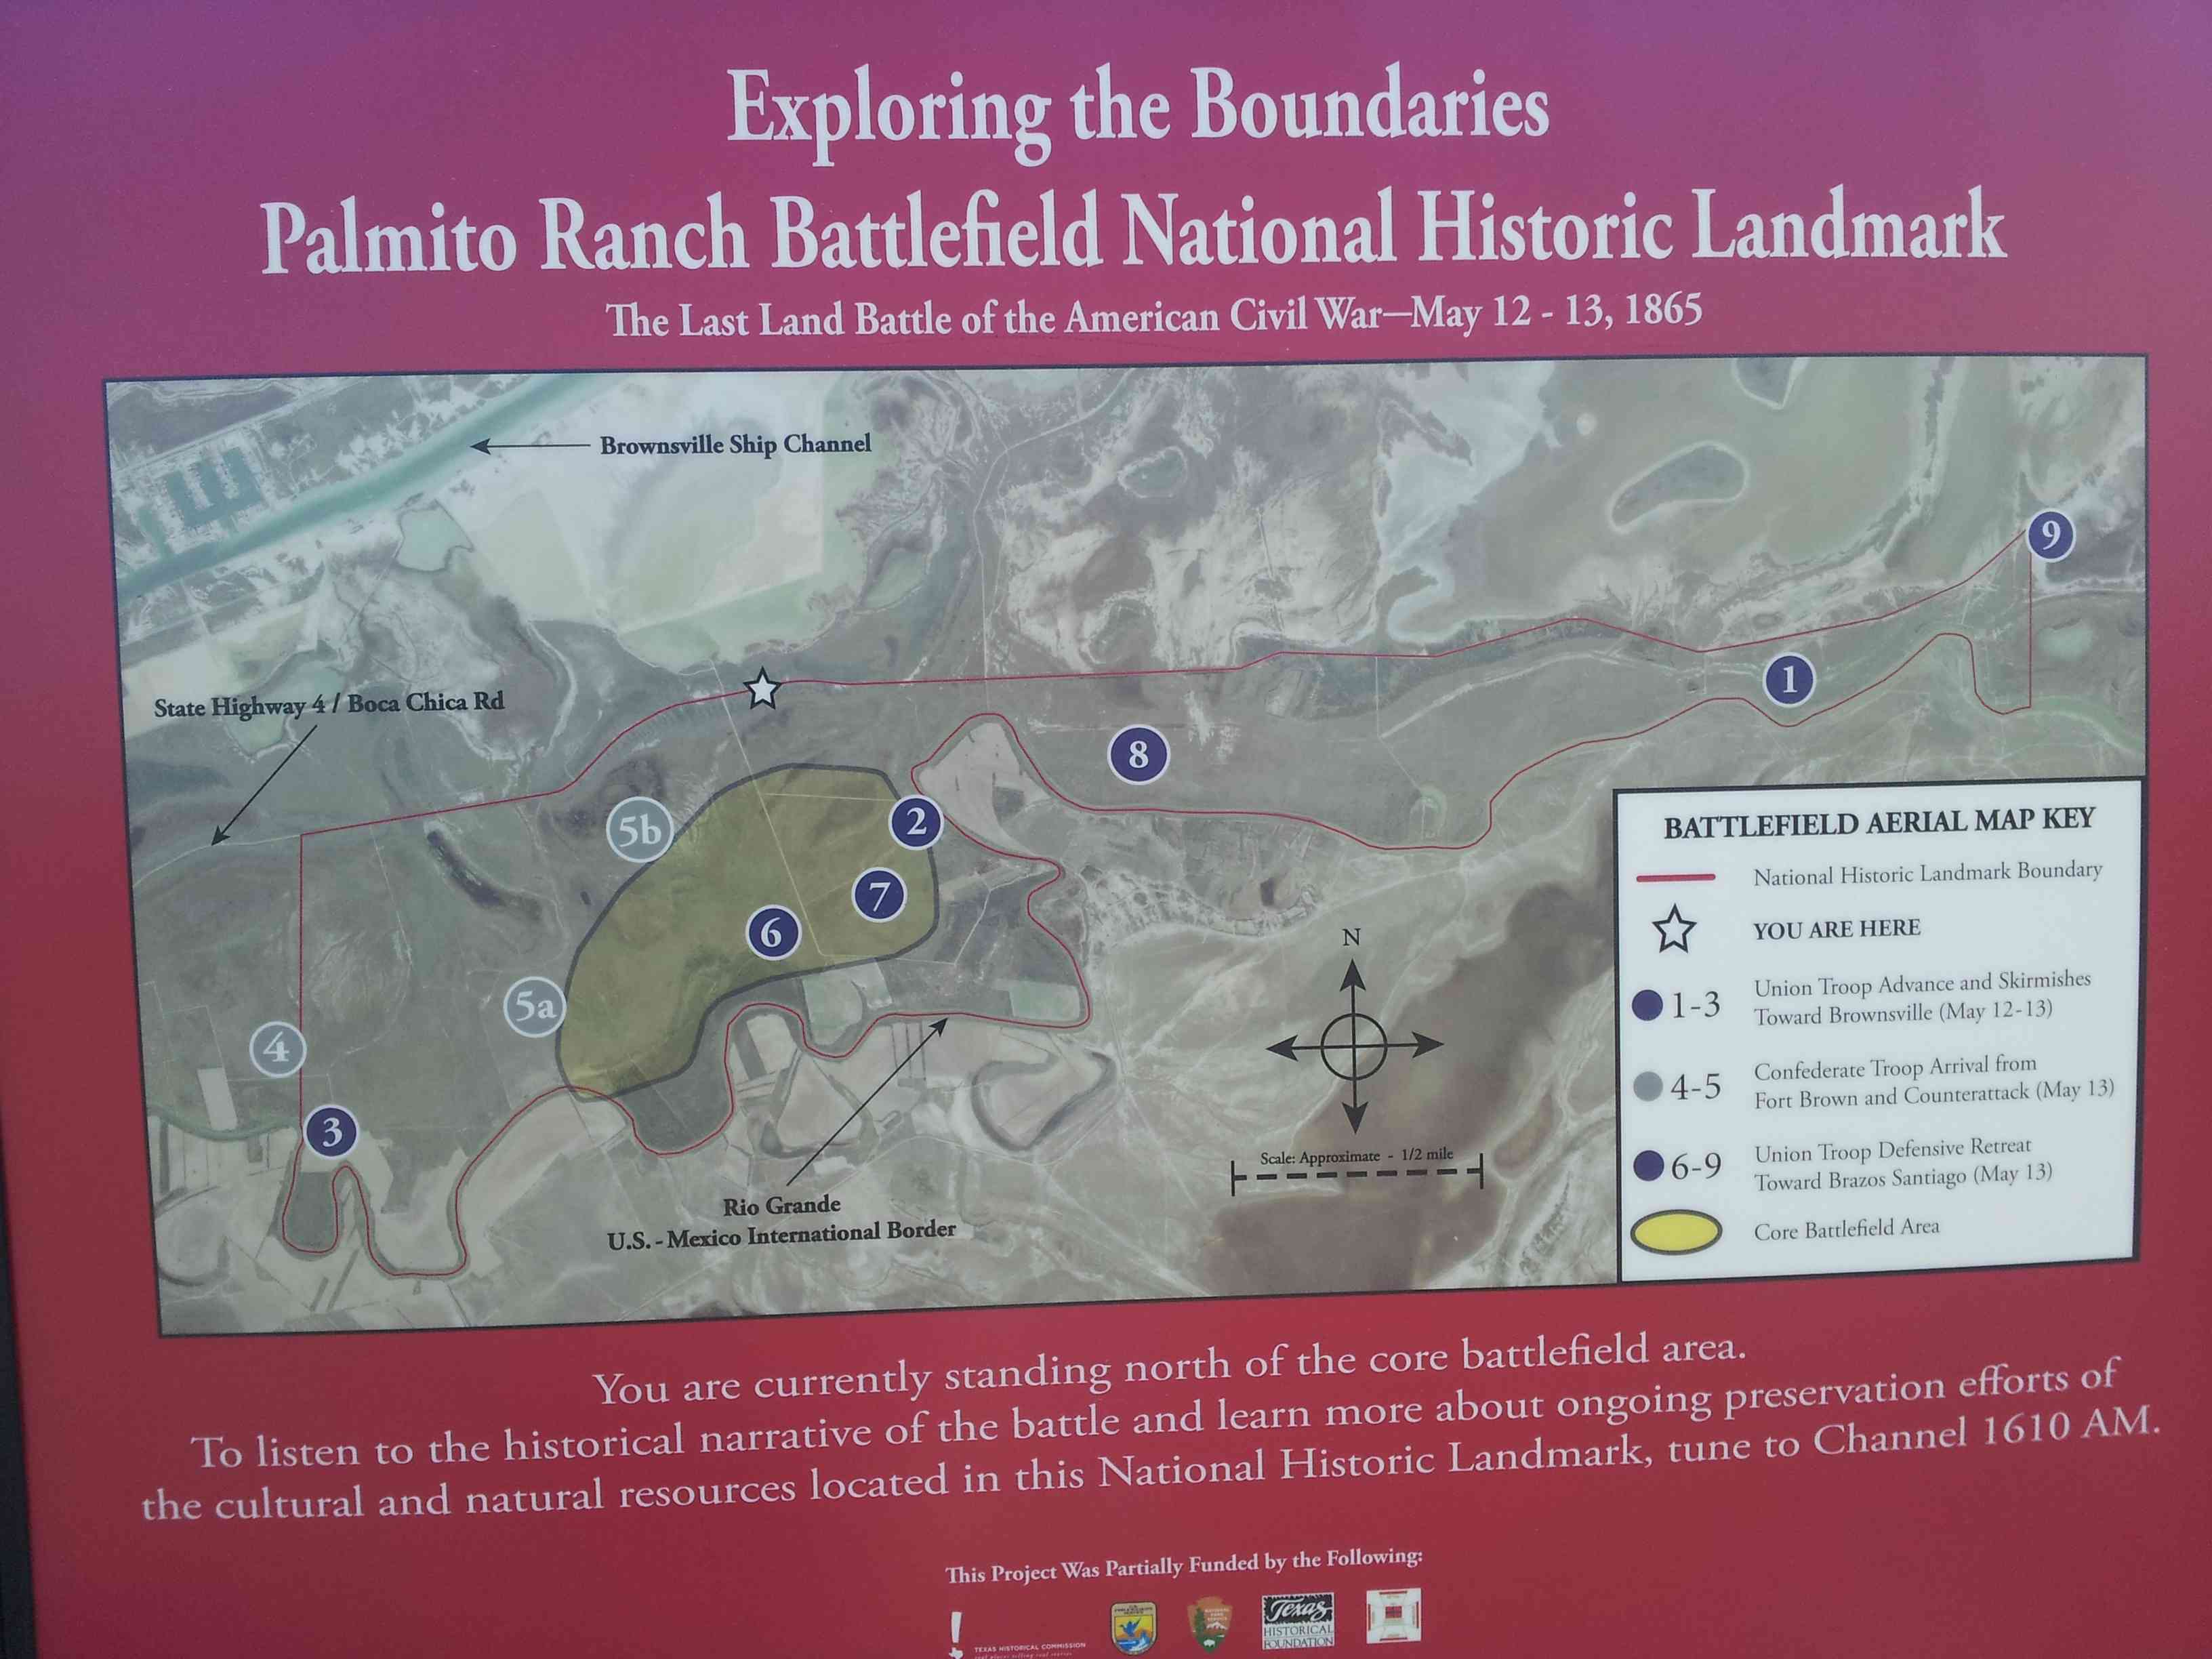 Exploring the Boundaries
Palmito Ranch Battlefield National Historic Landmark
The Last Land Battle of the American Civil War—May 12 - 13, 1865
Brownsville Ship Channel
9
State Highway 4 / Boca Chica Rd
1
8
5b
2
7
6
5a
4
3
N
Scale: Approximate - 1/2 mile
Rio Grande
U.S. - Mexico International Border
BATTLEFIELD AERIAL MAP KEY
National Historic Landmark Boundary
YOU ARE HERE
1-3 Union Troop Advance and Skirmishes
Toward Brownsville (May 12-13)
4-5 Confederate Troop Arrival from
Fort Brown and Counterattack (May 13)
6-9 Union Troop Defensive Retreat
Toward Brazos Santiago (May 13)
Core Battlefield Area
You are currently standing north of the core battlefield area.
To listen to the historical narrative of the battle and learn more about ongoing preservation efforts of
the cultural and natural resources located in this National Historic Landmark, tune to Channel 1610 AM.
This Project Was Partially Funded by the Following:
TEXAS HISTORICAL COMMISSION
Texas
HISTORICAL
FOUNDATION